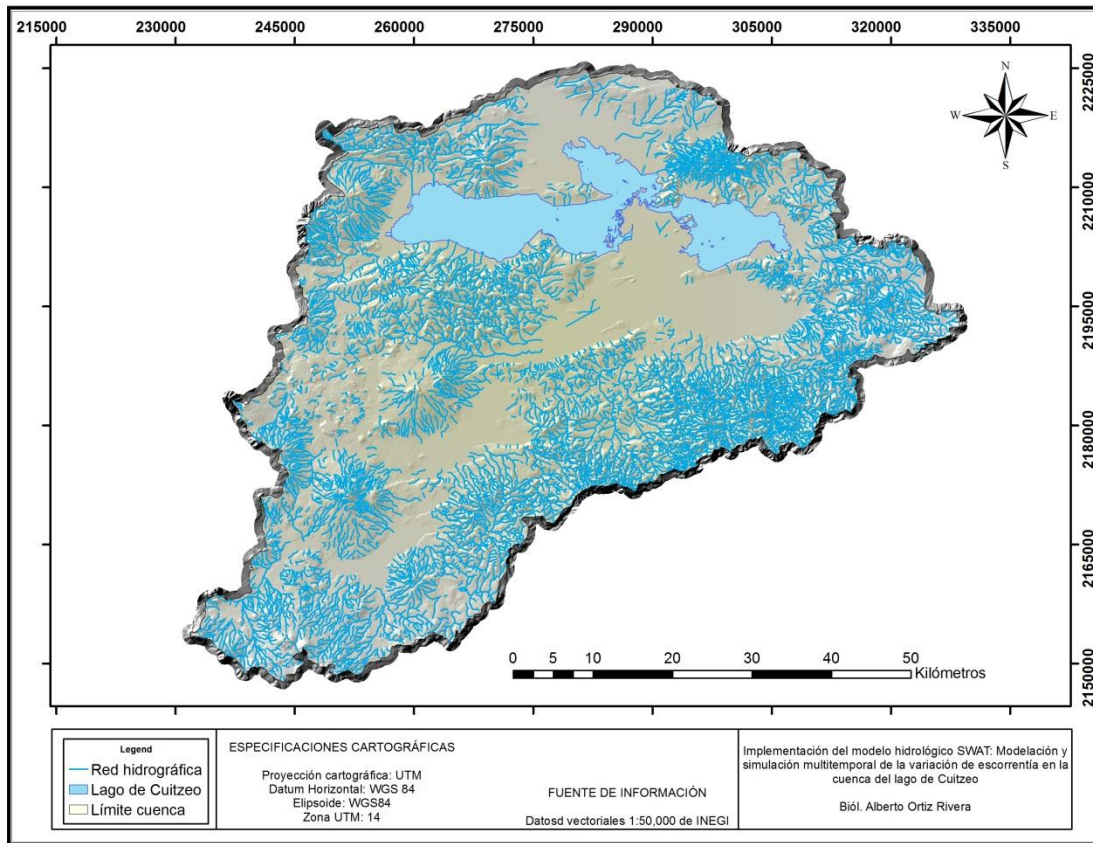 215000 230000 245000 260000 275000 290000 305000 320000 335000
2225000
2210000
2195000
2180000
2165000
2150000
N
W E
S
0 5 10 20 30 40 50
Kilómetros
Legend
Red hidrográfica
Lago de Cuitzeo
Límite cuenca
ESPECIFICACIONES CARTOGRÁFICAS
Proyección cartográfica: UTM
Datum Horizontal: WGS 84
Elipsoide: WGS84
Zona UTM: 14
FUENTE DE INFORMACIÓN
Datosd vectoriales 1:50,000 de INEGI
Implementación del modelo hidrológico SWAT: Modelación y
simulación multitemporal de la variación de escorrentía en la
cuenca del lago de Cuitzeo
Biól. Alberto Ortiz Rivera